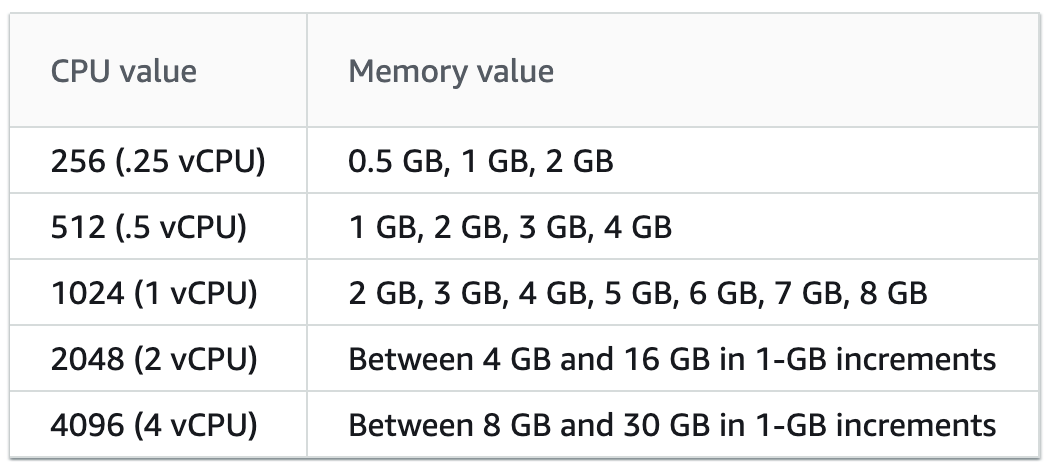 CPU value Memory value
256 (.25 vCPU) 0.5 GB, 1 GB, 2 GB
512 (.5 vCPU) 1 GB, 2 GB, 3 GB, 4 GB
1024 (1 vCPU) 2 GB, 3 GB, 4 GB, 5 GB, 6 GB, 7 GB, 8 GB
2048 (2 vCPU) Between 4 GB and 16 GB in 1-GB increments
4096 (4 vCPU) Between 8 GB and 30 GB in 1-GB increments